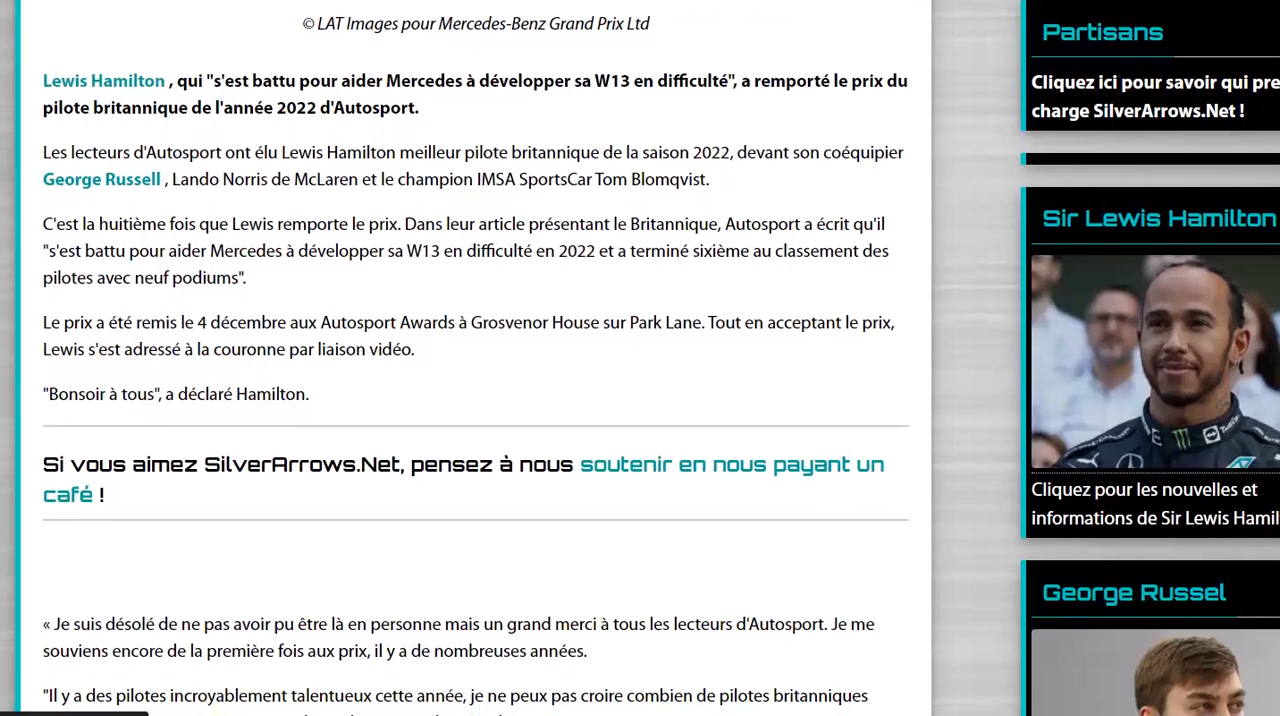 © LAT Images pour Mercedes-Benz Grand Prix Ltd
Lewis Hamilton , qui "s'est battu pour aider Mercedes à développer sa W13 en difficulté", a remporté le prix du
pilote britannique de l'année 2022 d'Autosport.
Les lecteurs d'Autosport ont élu Lewis Hamilton meilleur pilote britannique de la saison 2022, devant son coéquipier
George Russell , Lando Norris de McLaren et le champion IMSA SportsCar Tom Blomqvist.
C'est la huitième fois que Lewis remporte le prix. Dans leur article présentant le Britannique, Autosport a écrit qu'il
"s'est battu pour aider Mercedes à développer sa W13 en difficulté en 2022 et a terminé sixième au classement des
pilotes avec neuf podiums".
Le prix a été remis le 4 décembre aux Autosport Awards à Grosvenor House sur Park Lane. Tout en acceptant le prix,
Lewis s'est adressé à la couronne par liaison vidéo.
"Bonsoir à tous", a déclaré Hamilton.
Si vous aimez SilverArrows.Net, pensez à nous soutenir en nous payant un
café !
« Je suis désolé de ne pas avoir pu être là en personne mais un grand merci à tous les lecteurs d'Autosport. Je me
souviens encore de la première fois aux prix, il y a de nombreuses années.
"Il y a des pilotes incroyablement talentueux cette année, je ne peux pas croire combien de pilotes britanniques
Partisans
Cliquez ici pour savoir qui pre
charge SilverArrows.Net !
Sir Lewis Hamilton
Cliquez pour les nouvelles et
informations de Sir Lewis Hamil
George Russel